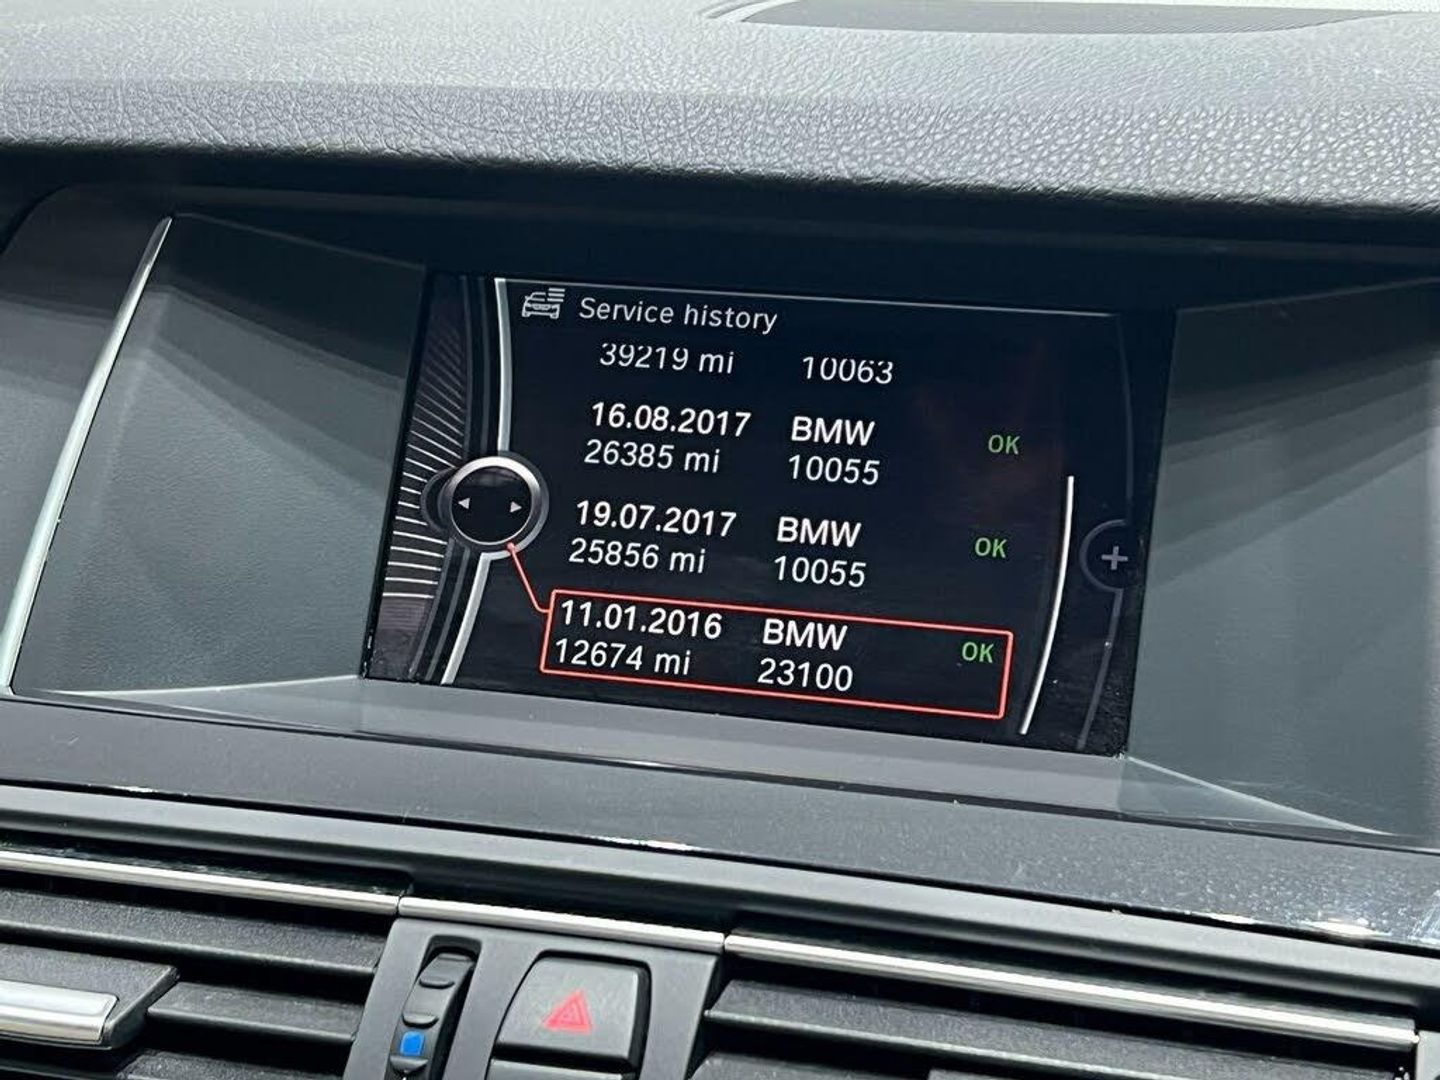 Service history
39219 mi 10063
16.08.2017 BMW OK
26385 mi 10055
19.07.2017 BMW OK
25856 mi 10055
11.01.2016 BMW OK
12674 mi 23100